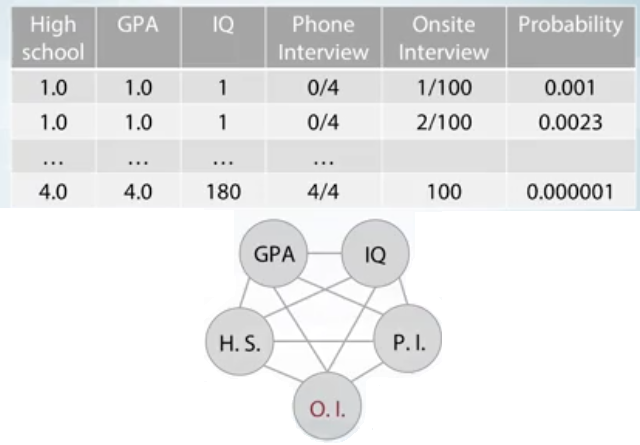 High school GPA IQ Phone Interview Onsite Interview Probability
1.0 1.0 1 0/4 1/100 0.001
1.0 1.0 1 0/4 2/100 0.0023
... ... ... ...
4.0 4.0 180 4/4 100 0.000001
GPA IQ
H. S. P. I.
O. I.